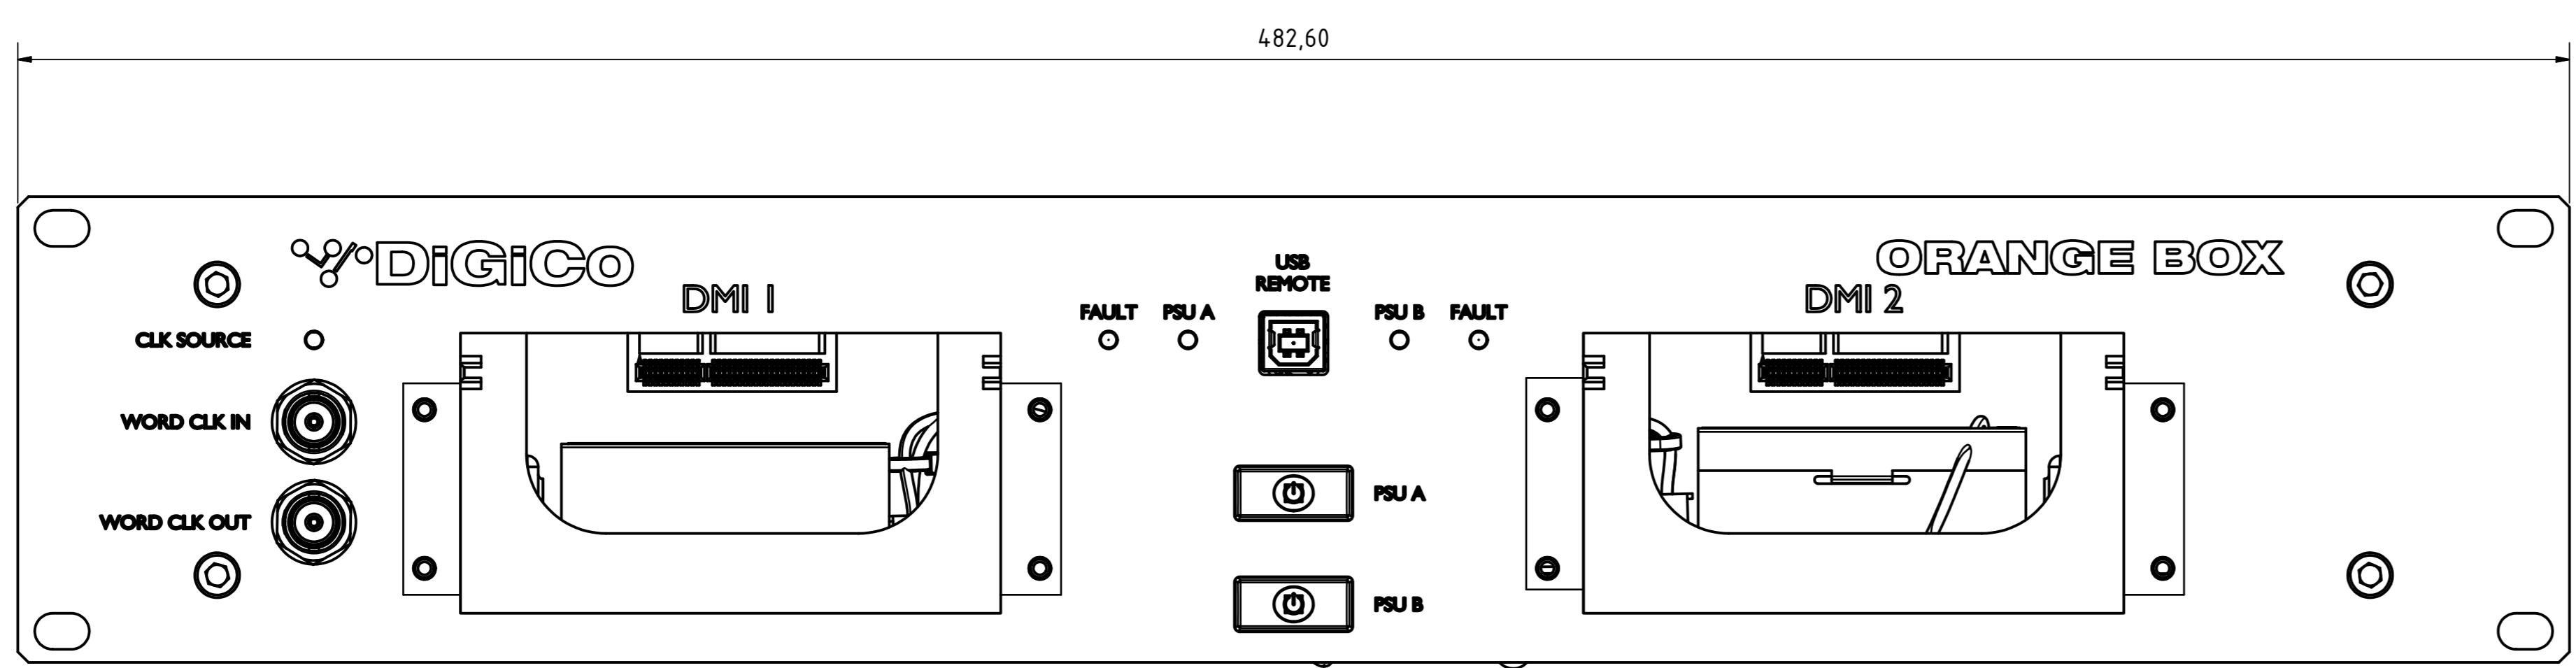 482,60
DiGiCo
ORANGE BOX
DMI 1
USB
REMOTE
DMI 2
FAULT
PSU A
PSU B
FAULT
CLK SOURCE
WORD CLK IN
PSU A
WORD CLK OUT
PSU B